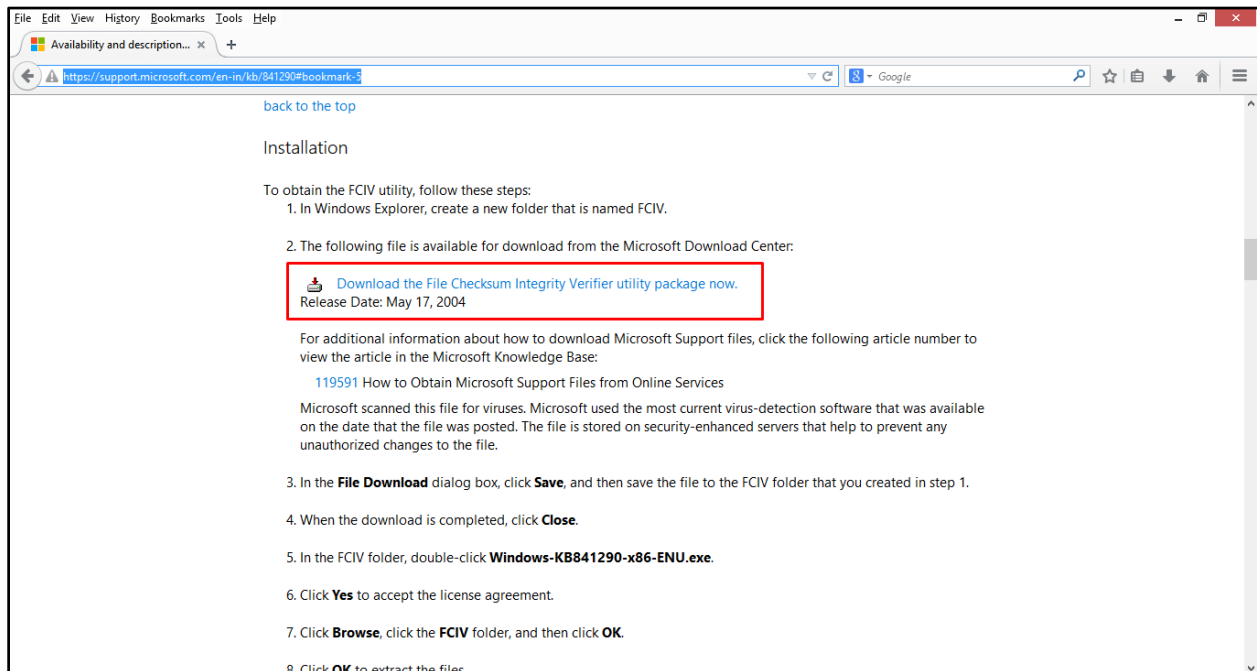 File Edit View History Bookmarks Tools Help
Availability and description...
https://support.microsoft.com/en-in/kb/841290#bookmark-5
8 Google
back to the top
Installation
To obtain the FCIV utility, follow these steps:
1. In Windows Explorer, create a new folder that is named FCIV.
2. The following file is available for download from the Microsoft Download Center:
Download the File Checksum Integrity Verifier utility package now.
Release Date: May 17, 2004
For additional information about how to download Microsoft Support files, click the following article number to
view the article in the Microsoft Knowledge Base:
119591 How to Obtain Microsoft Support Files from Online Services
Microsoft scanned this file for viruses. Microsoft used the most current virus-detection software that was available
on the date that the file was posted. The file is stored on security-enhanced servers that help to prevent any
unauthorized changes to the file.
3. In the File Download dialog box, click Save, and then save the file to the FCIV folder that you created in step 1.
4. When the download is completed, click Close.
5. In the FCIV folder, double-click Windows-KB841290-x86-ENU.exe.
6. Click Yes to accept the license agreement.
7. Click Browse, click the FCIV folder, and then click OK.
8. Click OK to extract the files.